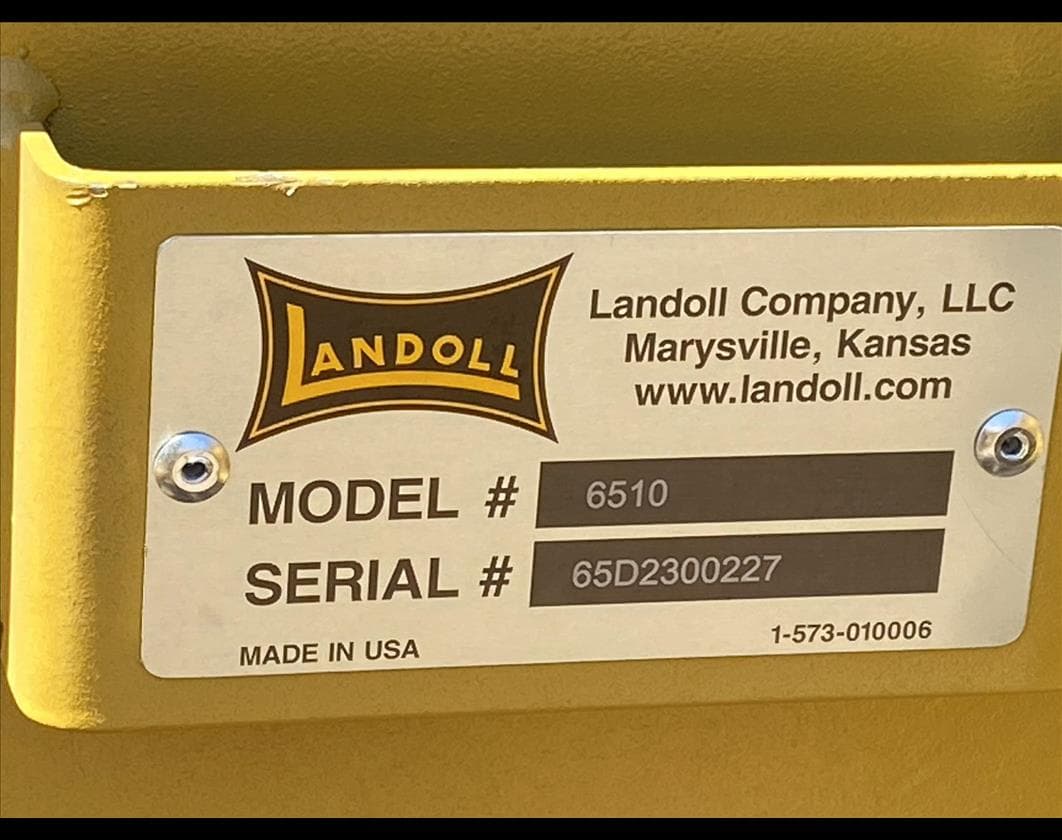 LANDOLL
Landoll Company, LLC
Marysville, Kansas
www.landoll.com
MODEL # 6510
SERIAL # 65D2300227
MADE IN USA
1-573-010006